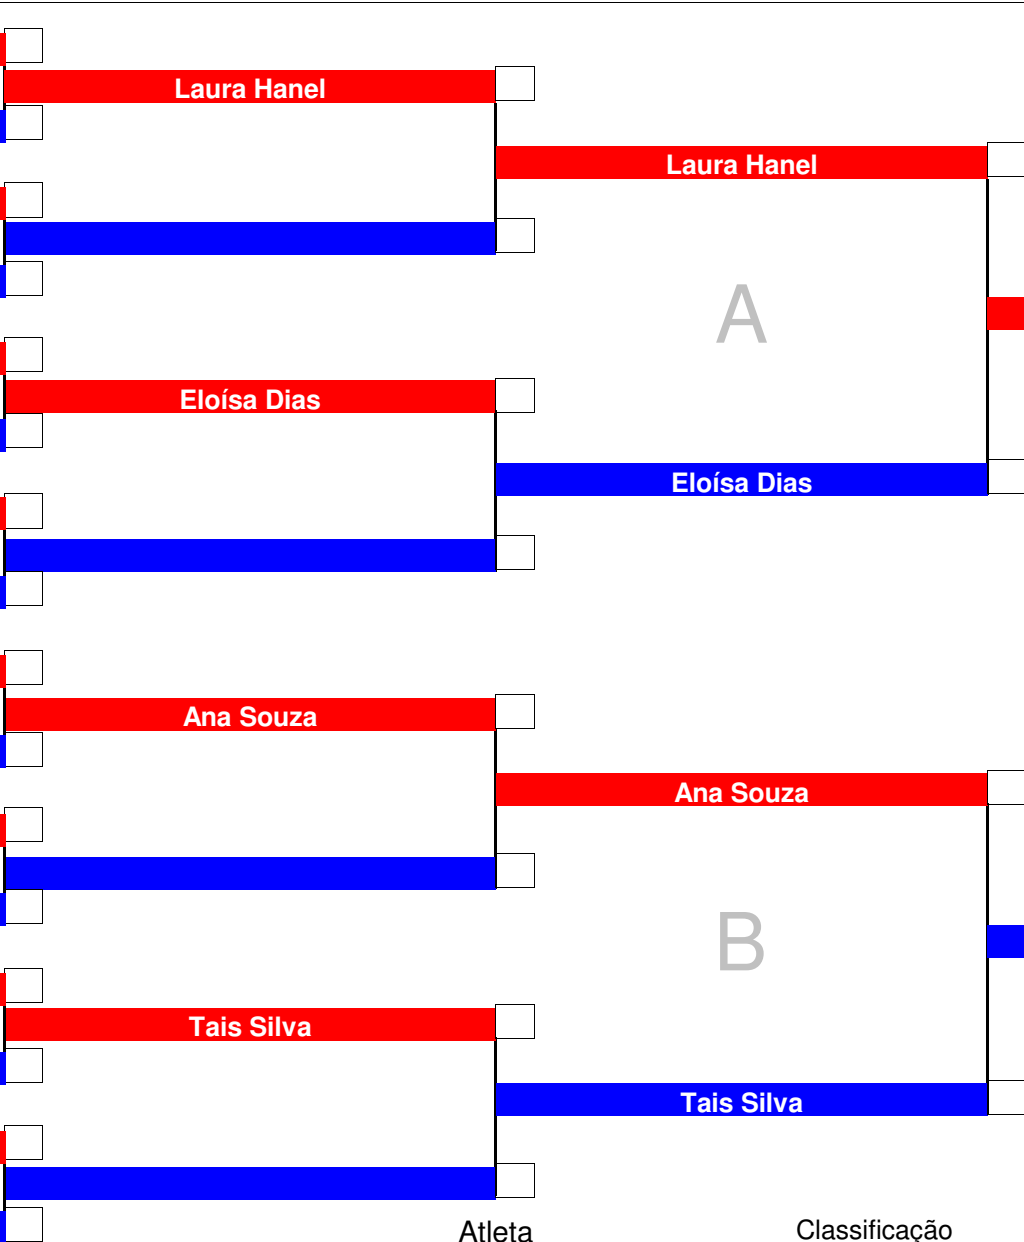 Laura Hanel
Laura Hanel
A
Eloísa Dias
Eloísa Dias
Ana Souza
Ana Souza
B
Tais Silva
Tais Silva
Atleta
Classificação